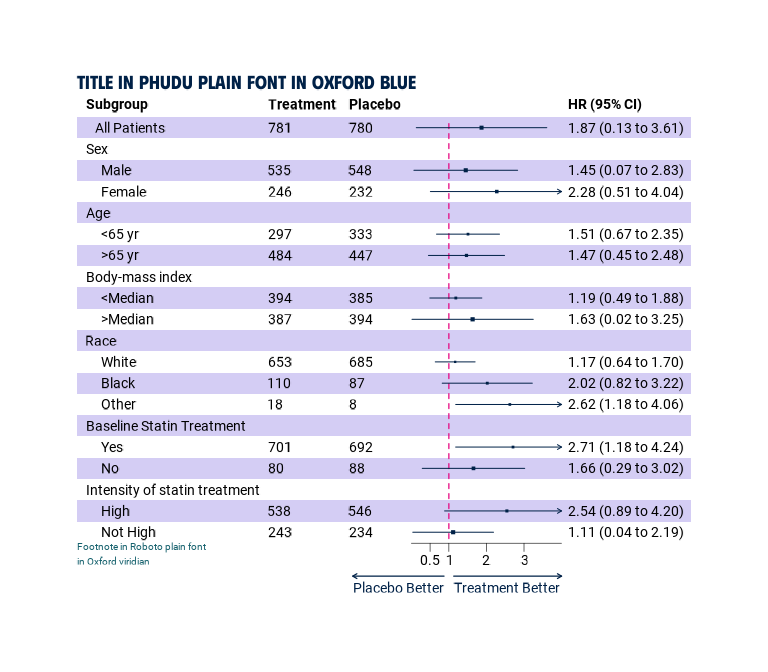 TITLE IN PHUDU PLAIN FONT IN OXFORD BLUE
Subgroup Treatment Placebo HR (95% CI)
All Patients 781 780 1.87 (0.13 to 3.61)
Sex
Male 535 548 1.45 (0.07 to 2.83)
Female 246 232 2.28 (0.51 to 4.04)
Age
<65 yr 297 333 1.51 (0.67 to 2.35)
>65 yr 484 447 1.47 (0.45 to 2.48)
Body-mass index
<Median 394 385 1.19 (0.49 to 1.88)
>Median 387 394 1.63 (0.02 to 3.25)
Race
White 653 685 1.17 (0.64 to 1.70)
Black 110 87 2.02 (0.82 to 3.22)
Other 18 8 2.62 (1.18 to 4.06)
Baseline Statin Treatment
Yes 701 692 2.71 (1.18 to 4.24)
No 80 88 1.66 (0.29 to 3.02)
Intensity of statin treatment
High 538 546 2.54 (0.89 to 4.20)
Not High 243 234 1.11 (0.04 to 2.19)
Footnote in Roboto plain font
in Oxford viridian
0.5 1 2 3
Placebo Better Treatment Better